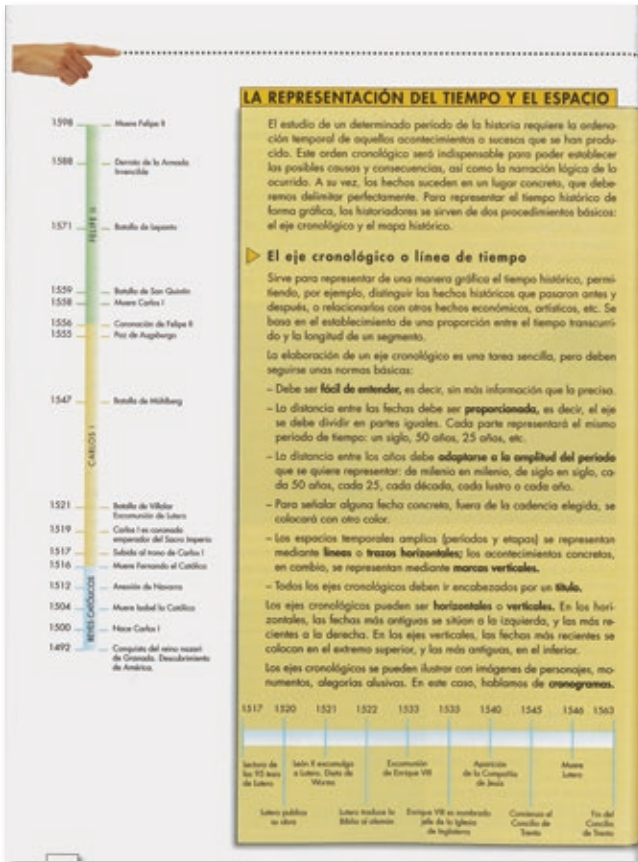 1598 Muere Felipe II
1588 Derrota de la Armada
Invencible
1571 Batalla de Lepanto
1559 Batalla de San Quintín
1558 Muere Carlos I
1556 Coronación de Felipe II
1555 Paz de Augsburgo
1547 Batalla de Mühlberg
1521 Batalla de Villalar
Excomunión de Lutero
1519 Carlos I es coronado
emperador del Sacro Imperio
1517 Subida al trono de Carlos I
1516 Muere Fernando el Católico
1512 Anexión de Navarra
1504 Muere Isabel la Católica
1500 Nace Carlos I
1492 Conquista del reino nazarí
de Granada. Descubrimiento
de América.
FELIPE II
CARLOS I
REYES CATÓLICOS
LA REPRESENTACIÓN DEL TIEMPO Y EL ESPACIO
El estudio de un determinado periodo de la historia requiere la ordena-
ción temporal de aquellos acontecimientos o sucesos que se han produ-
cido. Este orden cronológico será indispensable para poder establecer
las posibles causas y consecuencias, así como la narración lógica de lo
ocurrido. A su vez, los hechos suceden en un lugar concreto, que debe-
remos delimitar perfectamente. Para representar el tiempo histórico de
forma gráfica, los historiadores se sirven de dos procedimientos básicos:
el eje cronológico y el mapa histórico.
El eje cronológico o línea de tiempo
Sirve para representar de una manera gráfica el tiempo histórico, permi-
tiendo, por ejemplo, distinguir los hechos históricos que pasaron antes y
después, o relacionarlos con otros hechos económicos, artísticos, etc. Se
basa en el establecimiento de una proporción entre el tiempo transcurri-
do y la longitud de un segmento.
La elaboración de un eje cronológico es una tarea sencilla, pero deben
seguirse unas normas básicas:
– Debe ser fácil de entender, es decir, sin más información que la precisa.
– La distancia entre las fechas debe ser proporcionada, es decir, el eje
se debe dividir en partes iguales. Cada parte representará el mismo
periodo de tiempo: un siglo, 50 años, 25 años, etc.
– La distancia entre los años debe adaptarse a la amplitud del periodo
que se quiere representar: de milenio en milenio, de siglo en siglo, ca-
da 50 años, cada 25, cada década, cada lustro o cada año.
– Para señalar alguna fecha concreta, fuera de la cadencia elegida, se
colocará con otro color.
– Los espacios temporales amplios (períodos y etapas) se representan
mediante líneas o trazos horizontales; los acontecimientos concretos,
en cambio, se representan mediante marcas verticales.
– Todos los ejes cronológicos deben ir encabezados por un título.
Los ejes cronológicos pueden ser horizontales o verticales. En los hori-
zontales, las fechas más antiguas se sitúan a la izquierda, y las más re-
cientes a la derecha. En los ejes verticales, las fechas más recientes se
colocan en el extremo superior, y las más antiguas, en el inferior.
Los ejes cronológicos se pueden ilustrar con imágenes de personajes, mo-
numentos, alegorías alusivas. En este caso, hablamos de cronogramas.
1517 1520 1521 1522 1533 1535 1540 1545 1546 1563
Lectura de
las 95 tesis
de Lutero
León X excomulga
a Lutero. Dieta de
Worms
Excomunión
de Enrique VIII
Aparición
de la Compañía
de Jesús
Muere
Lutero
Lutero publica
su obra
Lutero traduce la
Biblia al alemán
Enrique VIII es nombrado
jefe de la Iglesia
de Inglaterra
Comienza el
Concilio de
Trento
Fin del
Concilio
de Trento